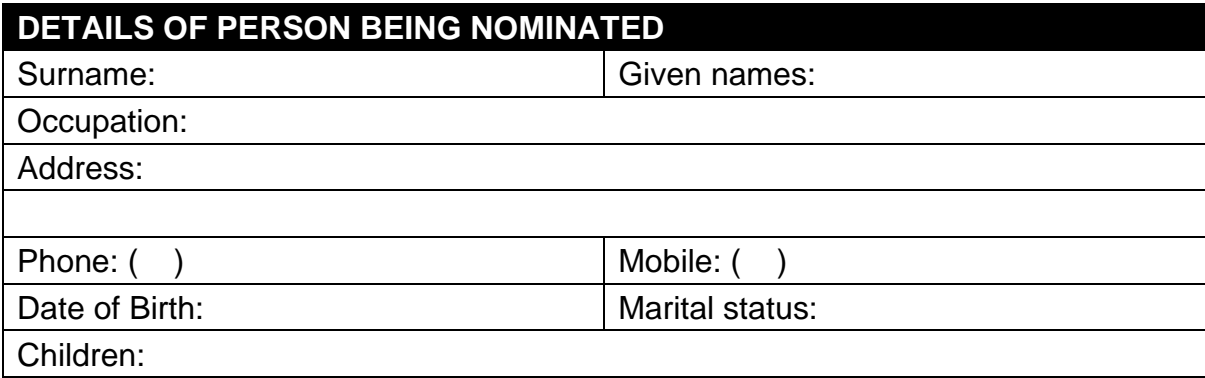 DETAILS OF PERSON BEING NOMINATED
Surname: Given names:
Occupation:
Address:
Phone: ( ) Mobile: ( )
Date of Birth: Marital status:
Children: